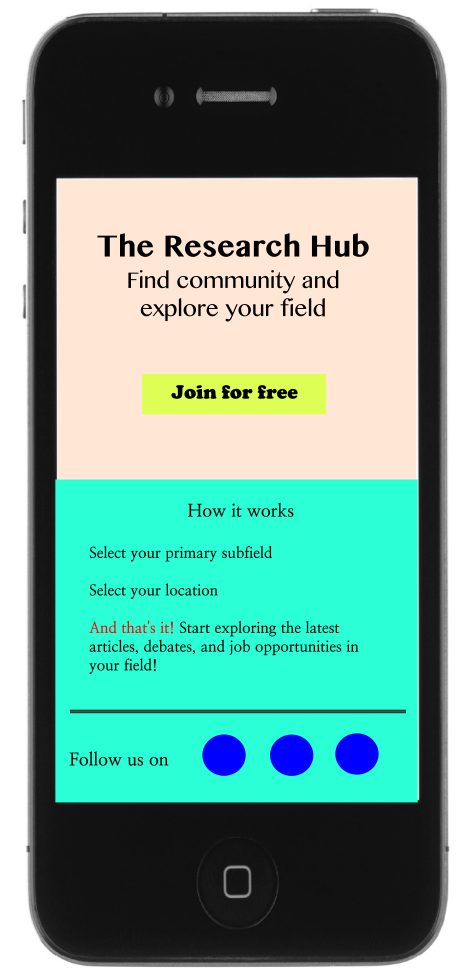 The Research Hub
Find community and
explore your field
Join for free
How it works
Select your primary subfield
Select your location
And that's it! Start exploring the latest
articles, debates, and job opportunities in
your field!
Follow us on